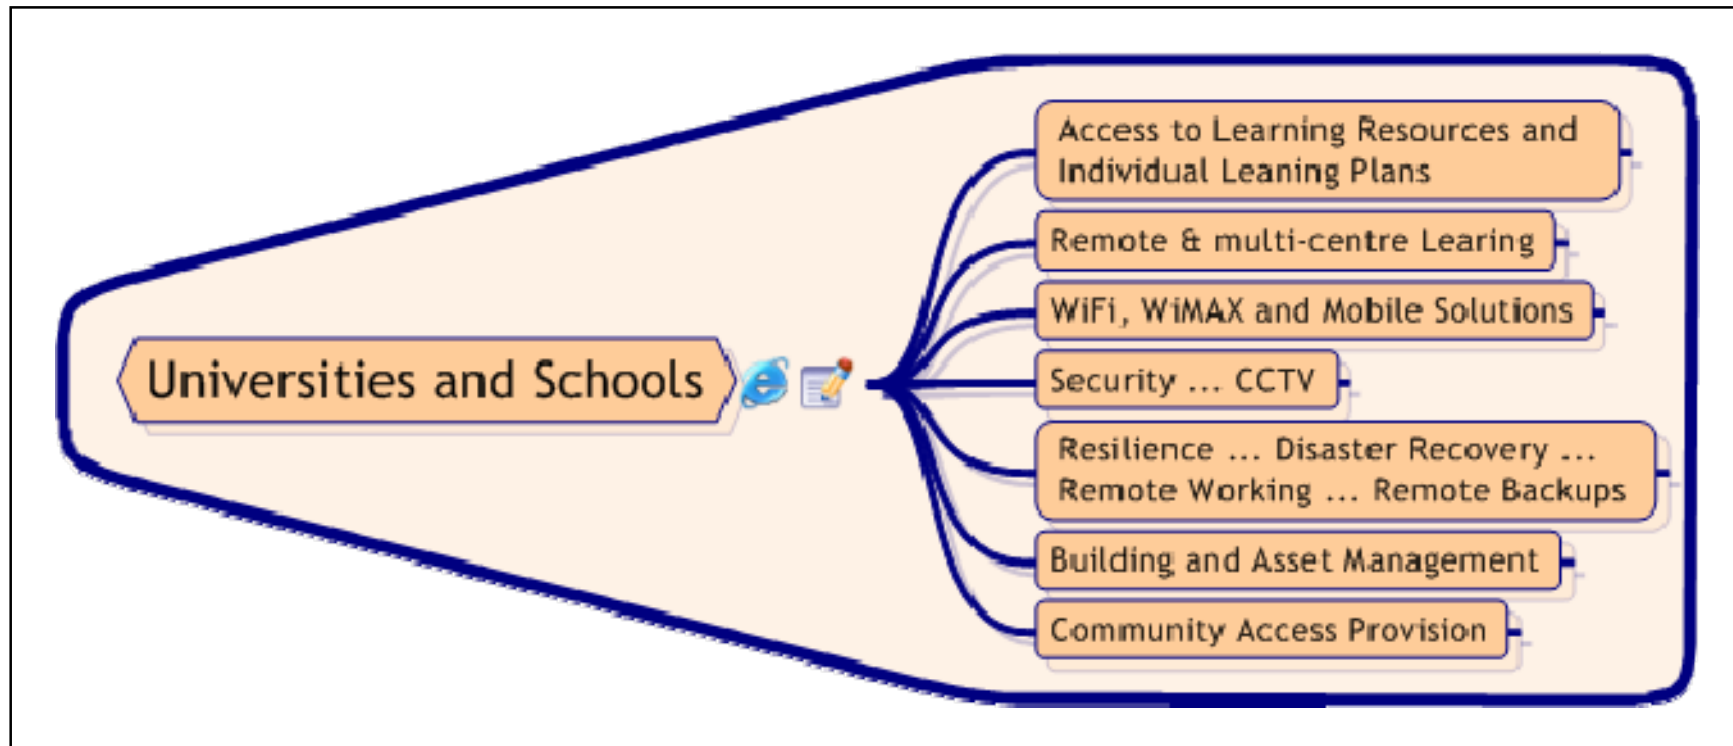 Universities and Schools
Access to Learning Resources and
Individual Leaning Plans
Remote & multi-centre Learing
WiFi, WiMAX and Mobile Solutions
Security ... CCTV
Resilience ... Disaster Recovery ...
Remote Working ... Remote Backups
Building and Asset Management
Community Access Provision